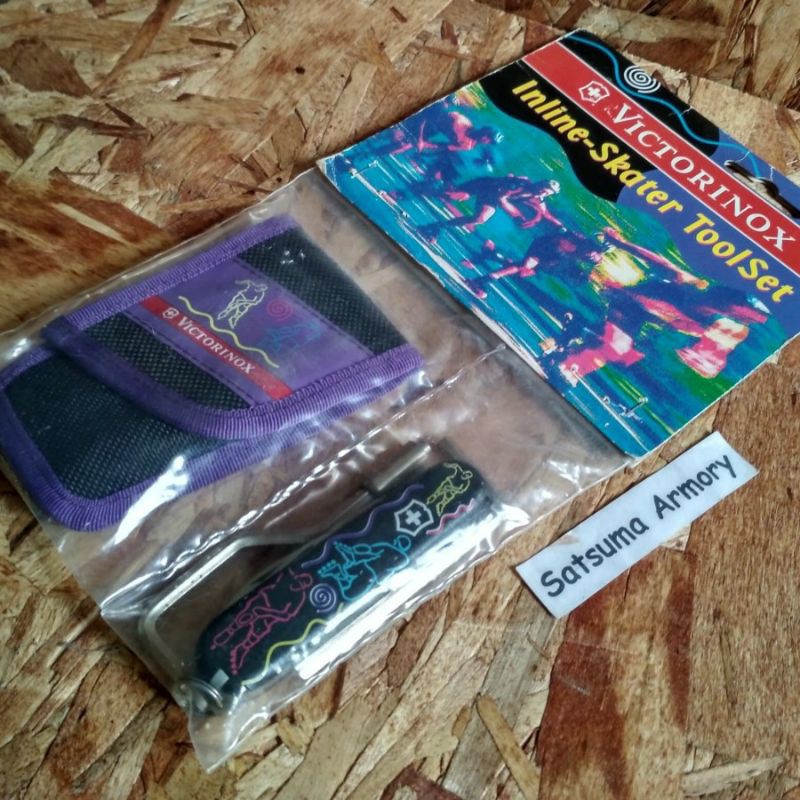 VICTORINOX
Inline-Skater ToolSet
VICTORINOX
Satsuma Armory